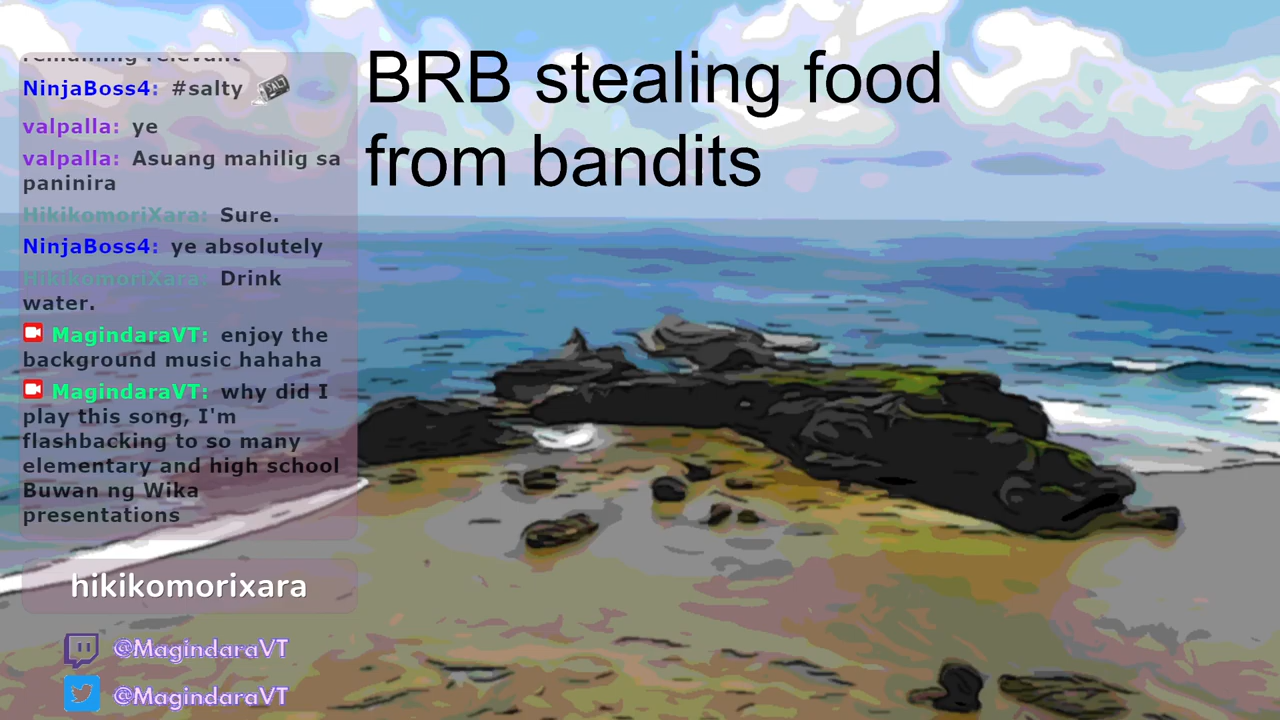 BRB stealing food
from bandits
remaining relevant
NinjaBoss4: #salty
valpalla: ye
valpalla: Asuang mahilig sa
paninira
HikikomoriXara: Sure.
NinjaBoss4: ye absolutely
HikikomoriXara: Drink
water.
MagindaraVT: enjoy the
background music hahaha
MagindaraVT: why did I
play this song, I'm
flashbacking to so many
elementary and high school
Buwan ng Wika
presentations
hikikomorixara
@MagindaraVT
@MagindaraVT